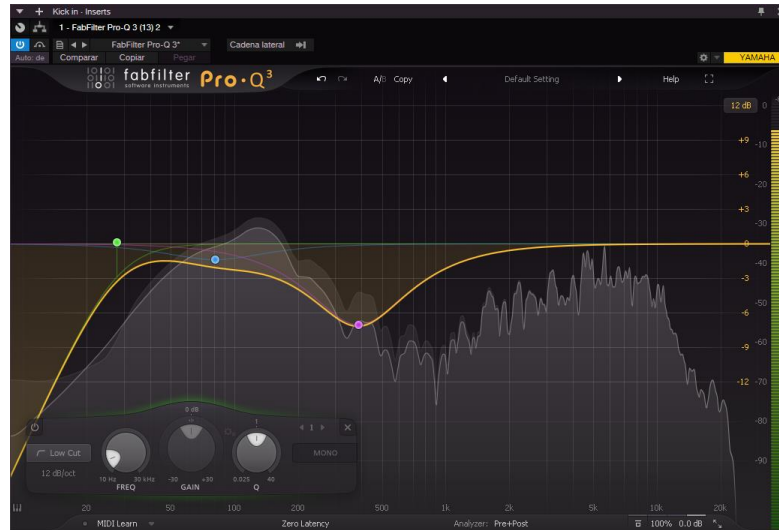 Kick in - Inserts
1 - FabFilter Pro-Q 3 (13) 2
FabFilter Pro-Q 3*
Cadena lateral
Auto: de
Comparar
Copiar
Pegar
YAMAHA
fabfilter
software instruments
Pro·Q3
A/B
Copy
Default Setting
Help
12 dB
0
+9
-10
+6
-20
+3
-30
0
-40
-3
-50
-6
-60
-9
-12
-70
-80
-90
0 dB
1
Low Cut
12 dB/oct
MONO
10 Hz
30 kHz
-30
+30
0.025
40
FREQ
GAIN
Q
20
50
100
200
500
1k
2k
5k
10k
20k
MIDI Learn
Zero Latency
Analyzer: Pre+Post
100%
0.0 dB